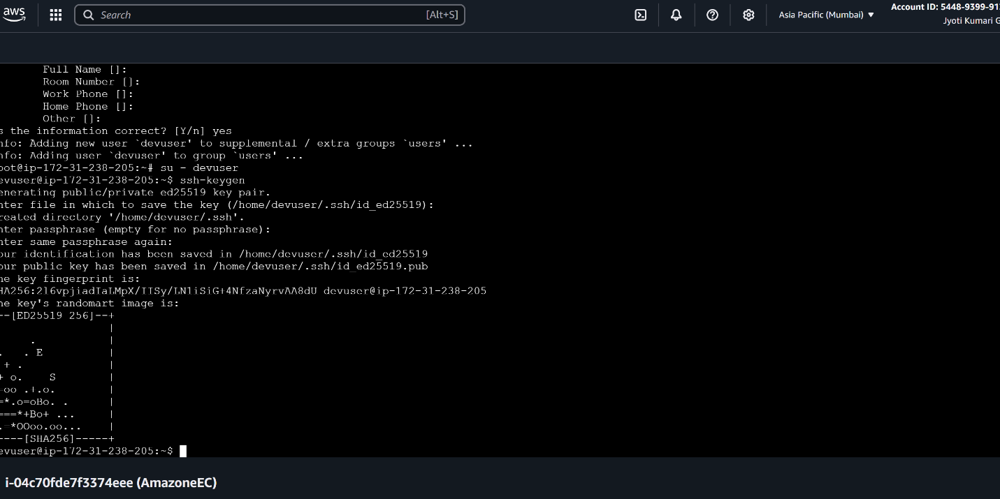 aws
Search
[Alt+S]
Asia Pacific (Mumbai)
Account ID: 5448-9399-91
Jyoti Kumari G
Full Name []:
Room Number []:
Work Phone []:
Home Phone []:
Other []:
s the information correct? [Y/n] yes
nfo: Adding new user `devuser' to supplemental / extra groups `users' ...
nfo: Adding user `devuser' to group `users' ...
oot@ip-172-31-238-205:~# su - devuser
evuser@ip-172-31-238-205:~$ ssh-keygen
enerating public/private ed25519 key pair.
nter file in which to save the key (/home/devuser/.ssh/id_ed25519):
reated directory '/home/devuser/.ssh'.
nter passphrase (empty for no passphrase):
nter same passphrase again:
our identification has been saved in /home/devuser/.ssh/id_ed25519
our public key has been saved in /home/devuser/.ssh/id_ed25519.pub
he key fingerprint is:
devuser@ip-172-31-238-205
he key's randomart image is:
--[ED25519 256]--+
|
. |
. . E |
+ . |
+ o. S |
=oo .+.o. |
=*.o=oBo. . |
===*+Bo+ ... |
.=*OOoo.oo... |
----[SHA256]-----+
evuser@ip-172-31-238-205:~$
i-04c70fde7f3374eee (AmazoneEC)